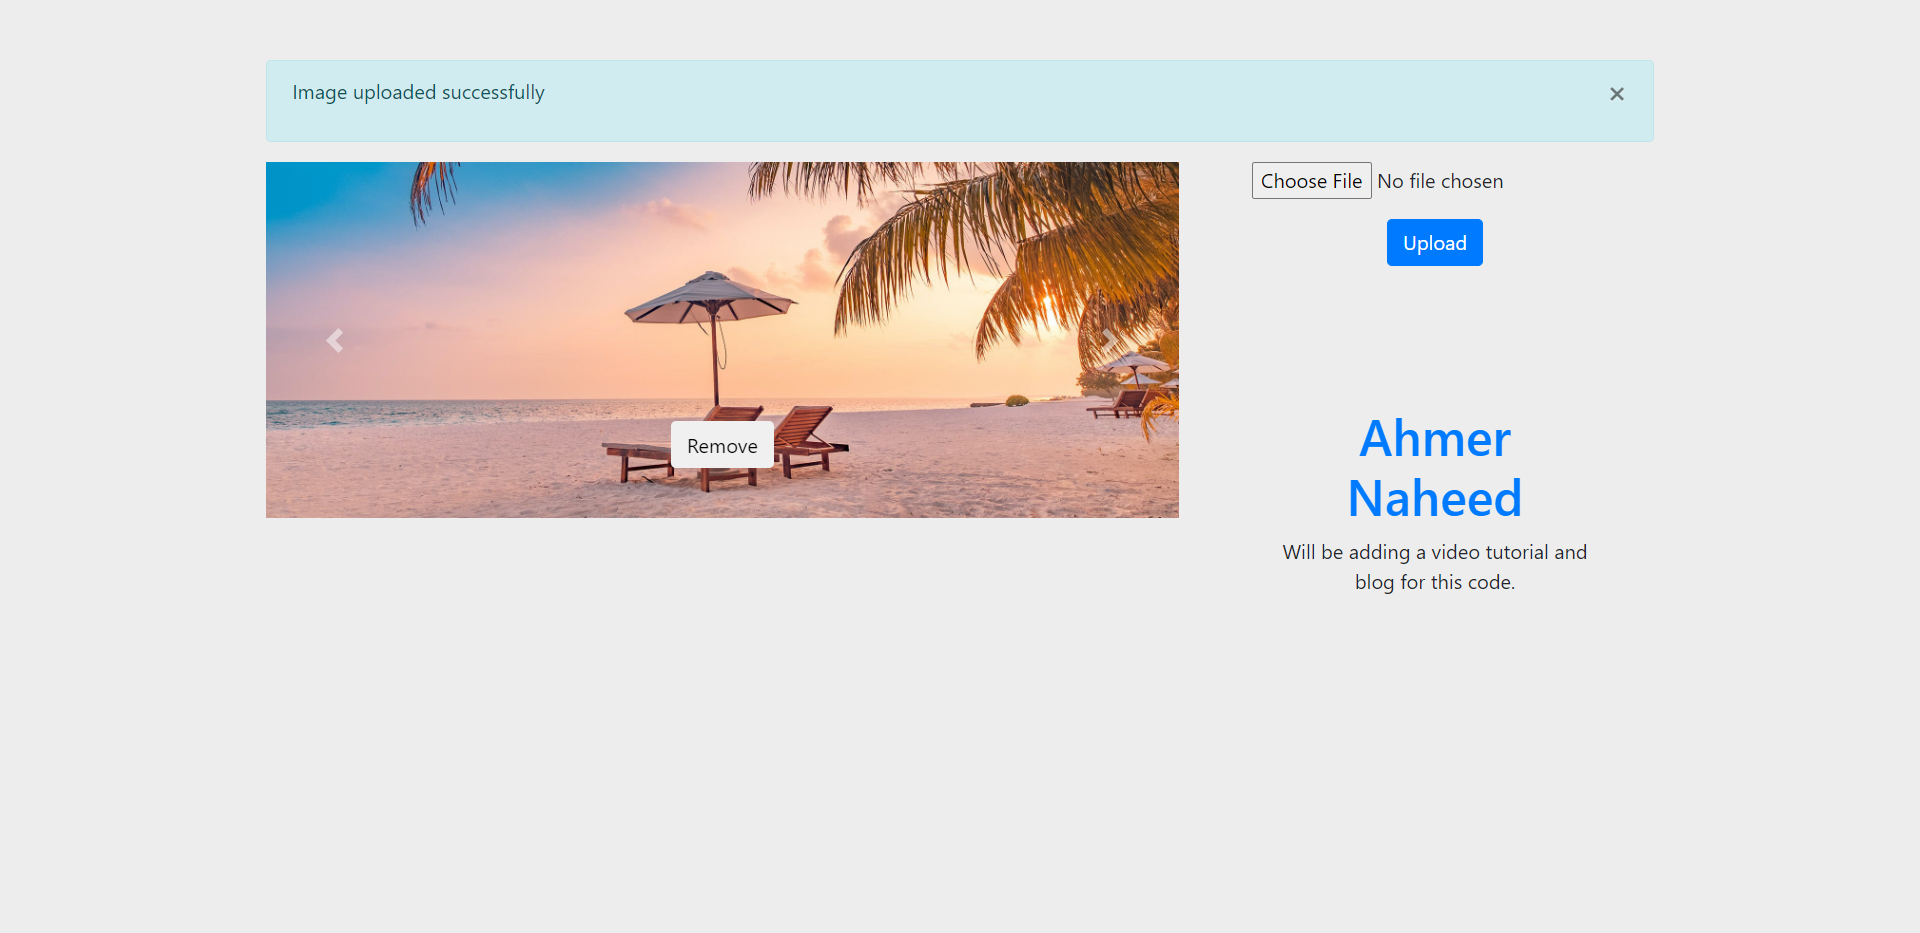 Image uploaded successfully
×
Choose File No file chosen
Upload
Remove
Ahmer
Naheed
Will be adding a video tutorial and
blog for this code.